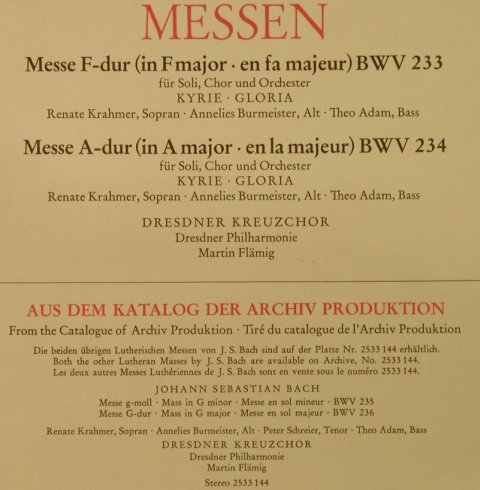 MESSEN
Messe F-dur (in F major · en fa majeur) BWV 233
für Soli, Chor und Orchester
KYRIE · GLORIA
Renate Krahmer, Sopran · Annelies Burmeister, Alt · Theo Adam, Bass
Messe A-dur (in A major · en la majeur) BWV 234
für Soli, Chor und Orchester
KYRIE · GLORIA
Renate Krahmer, Sopran · Annelies Burmeister, Alt · Theo Adam, Bass
DRESDNER KREUZCHOR
Dresdner Philharmonie
Martin Flämig
AUS DEM KATALOG DER ARCHIV PRODUKTION
From the Catalogue of Archiv Produktion · Tiré du catalogue de l'Archiv Produktion
Die beiden übrigen Lutherischen Messen von J. S. Bach sind auf der Platte Nr. 2533 144 erhältlich.
Both the other Lutheran Masses by J. S. Bach are available on Archive, No. 2533 144.
Les deux autres Messes Luthériennes de J. S. Bach sont en vente sous le numéro 2533 144.
JOHANN SEBASTIAN BACH
Messe g-moll · Mass in G minor · Messe en sol mineur · BWV 235
Messe G-dur · Mass in G major · Messe en sol majeur · BWV 236
Renate Krahmer, Sopran · Annelies Burmeister, Alt · Peter Schreier, Tenor · Theo Adam, Bass
DRESDNER KREUZCHOR
Dresdner Philharmonie
Martin Flämig
Stereo 2533 144